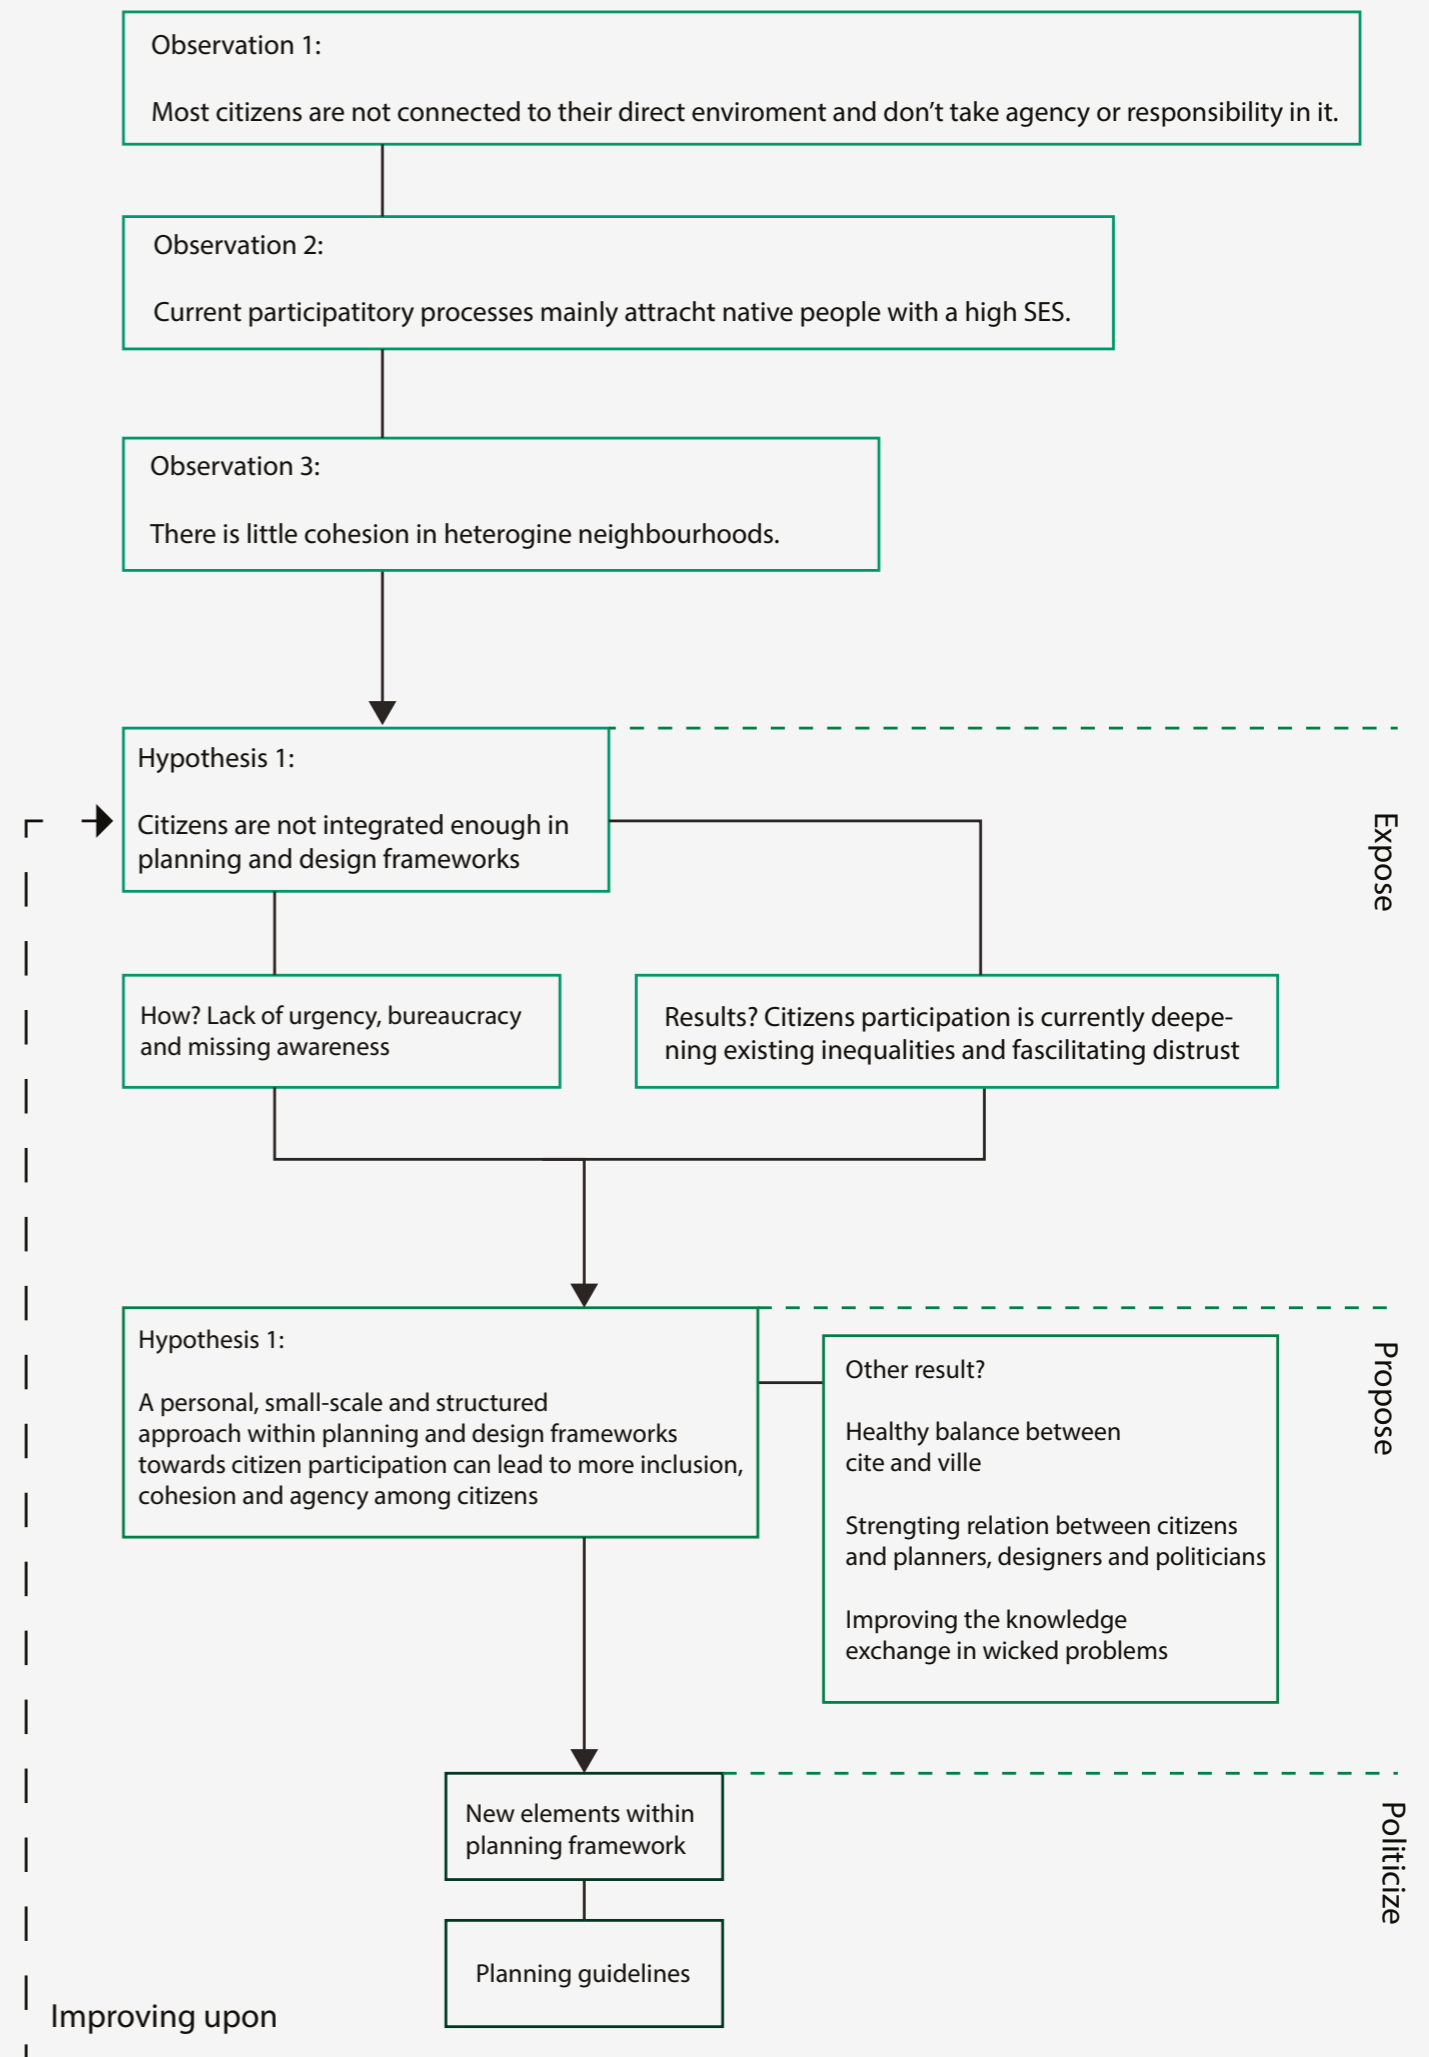 Observation 1:
Most citizens are not connected to their direct enviroment and don’t take agency or responsibility in it.
Observation 2:
Current participatitory processes mainly attracht native people with a high SES.
Observation 3:
There is little cohesion in heterogine neighbourhoods.
Hypothesis 1:
Citizens are not integrated enough in
planning and design frameworks
Expose
How? Lack of urgency, bureaucracy
and missing awareness
Results? Citizens participation is currently deepe-
ning existing inequalities and fascilitating distrust
Hypothesis 1:
A personal, small-scale and structured
approach within planning and design frameworks
towards citizen participation can lead to more inclusion,
cohesion and agency among citizens
Other result?
Healthy balance between
cite and ville
Strengting relation between citizens
and planners, designers and politicians
Improving the knowledge
exchange in wicked problems
Propose
New elements within
planning framework
Politicize
Planning guidelines
Improving upon